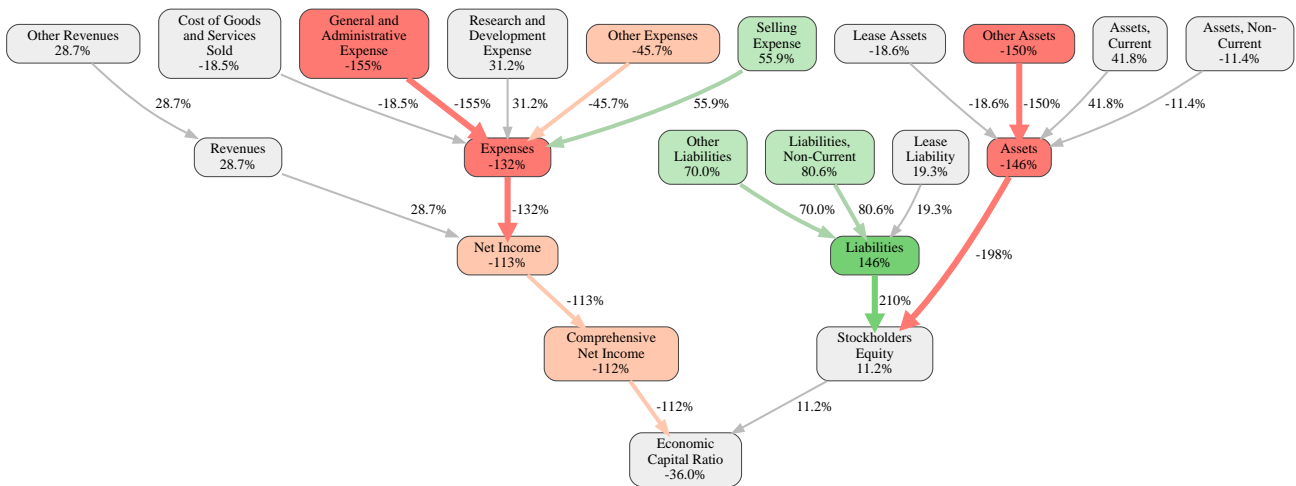 Other Revenues
28.7%
Cost of Goods
and Services
Sold
-18.5%
General and
Administrative
Expense
-155%
Research and
Development
Expense
31.2%
Other Expenses
-45.7%
Selling
Expense
55.9%
Lease Assets
-18.6%
Other Assets
-150%
Assets,
Current
41.8%
Assets, Non-
Current
-11.4%
28.7%
-18.5%
-155%
31.2%
-45.7%
55.9%
-18.6%
-150%
41.8%
-11.4%
Revenues
28.7%
Expenses
-132%
Other
Liabilities
70.0%
Liabilities,
Non-Current
80.6%
Lease
Liability
19.3%
Assets
-146%
28.7%
-132%
70.0%
80.6%
19.3%
-198%
Net Income
-113%
Liabilities
146%
-113%
210%
Comprehensive
Net Income
-112%
Stockholders
Equity
11.2%
-112%
11.2%
Economic
Capital Ratio
-36.0%